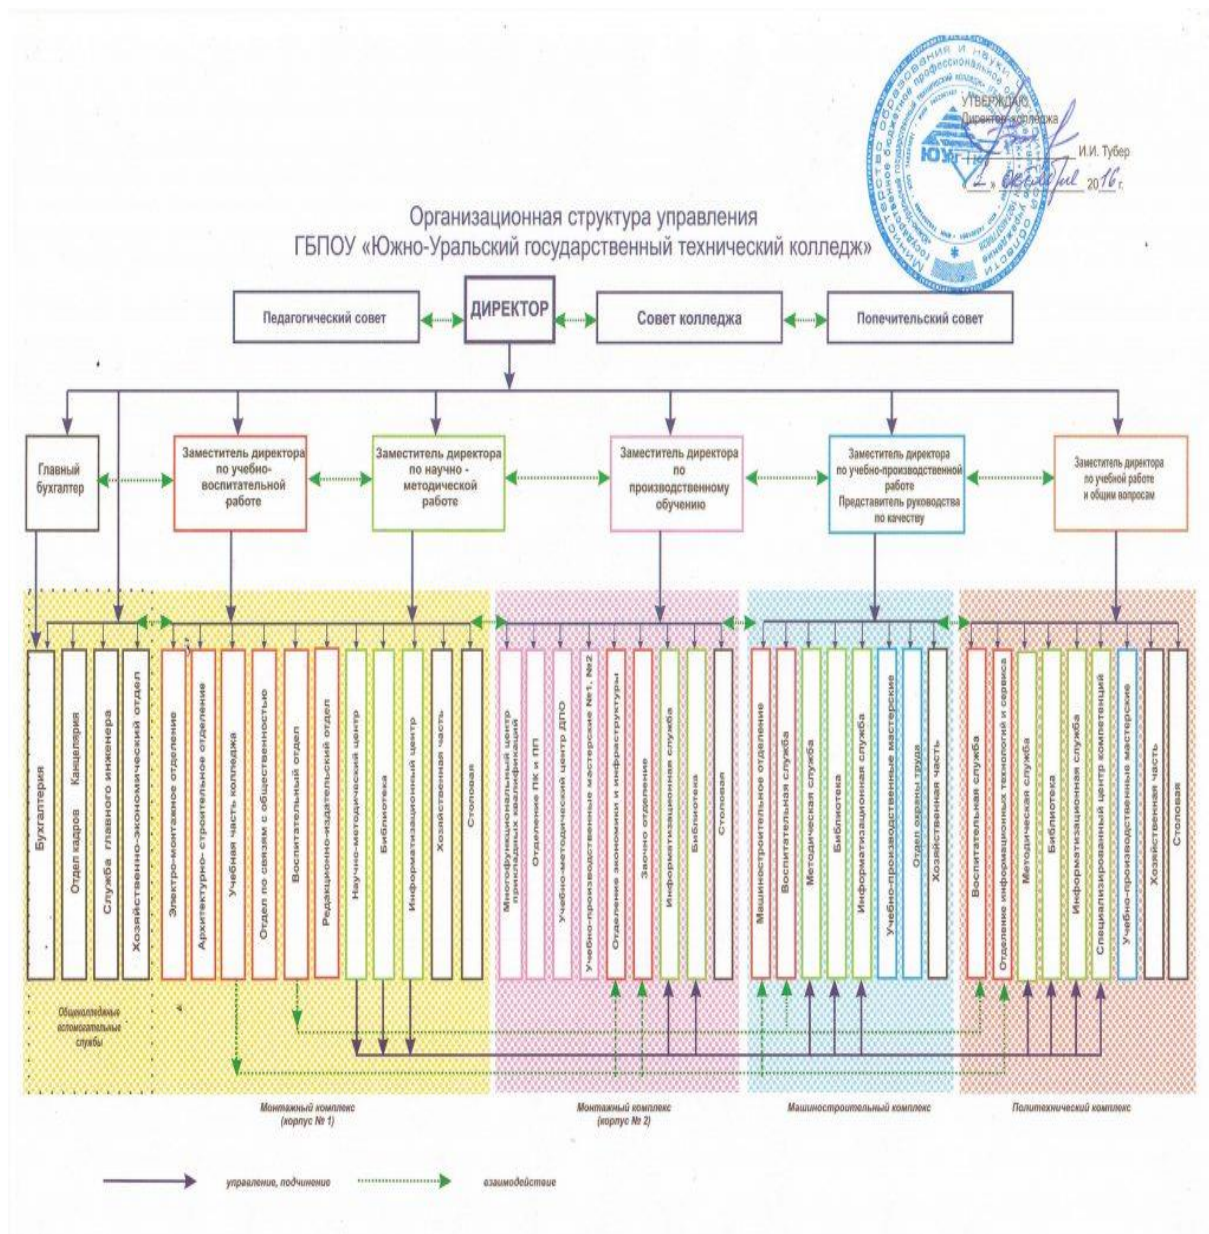 УТВЕРЖДАЮ
Директор колледжа
И.И. Тубер
« 2 » октября 2016 г.
ЮУрГТК
Организационная структура управления
ГБПОУ «Южно-Уральский государственный технический колледж»
Педагогический совет
ДИРЕКТОР
Совет колледжа
Попечительский совет
Главный
бухгалтер
Заместитель директора
по учебно-
воспитательной
работе
Заместитель директора
по научно -
методической
работе
Заместитель директора
по
производственному
обучению
Заместитель директора
по учебно-производственной
работе
Представитель руководства
по качеству
Заместитель директора
по учебной работе
и общим вопросам
Бухгалтерия
Отдел кадров Канцелярия
Служба главного инженера
Хозяйственно-экономический отдел
Электро-монтажное отделение
Архитектурно- строительное отделение
Учебная часть колледжа
Отдел по связям с общественностью
Воспитательный отдел
Редакционно-издательский отдел
Научно-методический центр
Библиотека
Информатизационный центр
Хозяйственная часть
Столовая
Многофункциональный центр
прикладных квалификаций
Отделение ПК и ПП
Учебно-методический центр ДПО
Учебно-производственные мастерские №1, №2
Отделение экономики и инфраструктуры
Заочно отделение
Информатизационная служба
Библиотека
Столовая
Машиностроительное отделение
Воспитательная служба
Методическая служба
Библиотека
Информатизационная служба
Учебно-производственные мастерские
Отдел охраны труда
Хозяйственная часть
Воспитательная служба
Отделение информационных технологий и сервиса
Методическая служба
Библиотека
Информатизационная служба
Специализированный центр компетенций
Учебно-производственные мастерские
Хозяйственная часть
Столовая
Общеколледжные
вспомогательные
службы
Монтажный комплекс
(корпус № 1)
Монтажный комплекс
(корпус № 2)
Машиностроительный комплекс
Политехнический комплекс
управление, подчинение
взаимодействие